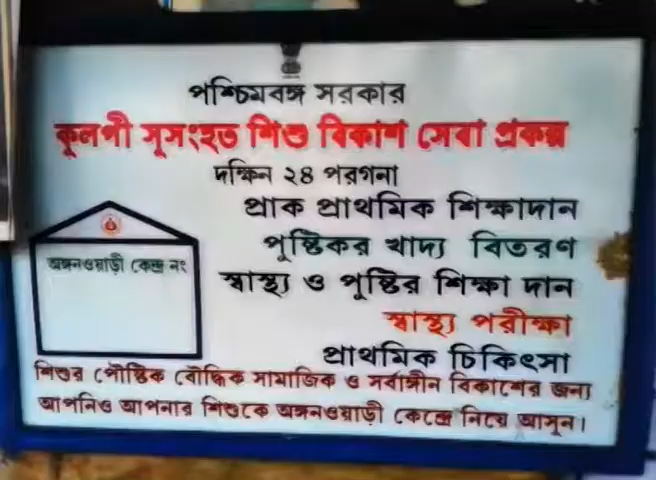 পশ্চিমবঙ্গ সরকার
কুলপী সুসংহত শিশু বিকাশ সেবা প্রকল্প
দক্ষিন ২৪ পরগনা
প্রাক প্রাথমিক শিক্ষাদান
পুষ্টিকর খাদ্য বিতরণ
অঙ্গনওয়াড়ী কেন্দ্র নং
স্বাস্থ্য ও পুষ্টির শিক্ষা দান
স্বাস্থ্য পরীক্ষা
প্রাথমিক চিকিৎসা
শিশুর পৌষ্টিক বৌদ্ধিক সামাজিক ও সর্বাঙ্গীন বিকাশের জন্য
আপনিও আপনার শিশুকে অঙ্গনওয়াড়ী কেন্দ্রে নিয়ে আসুন।